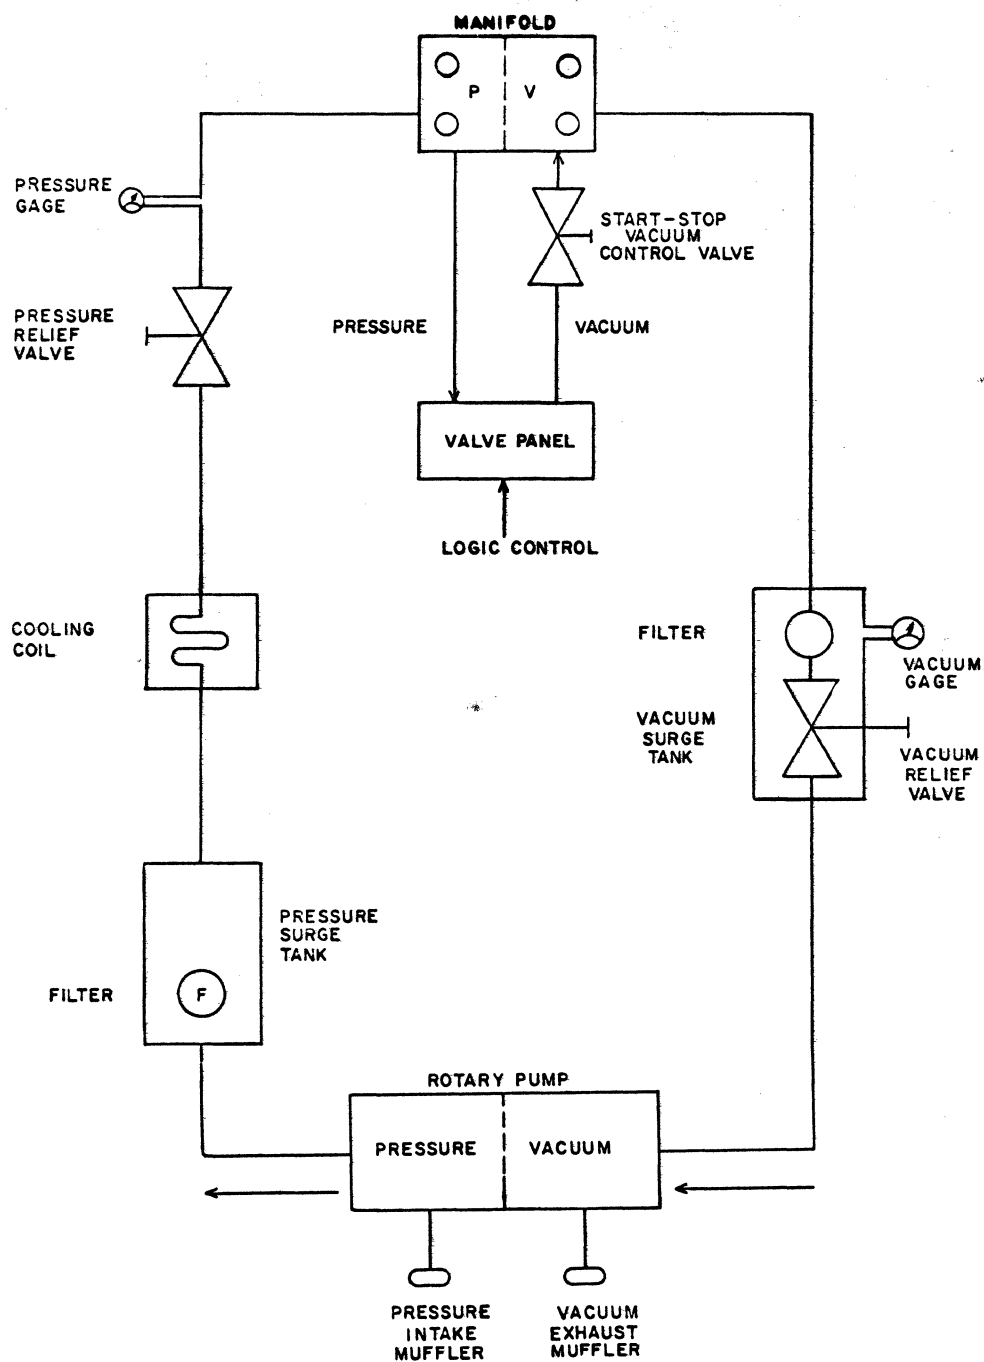 MANIFOLD
P V
PRESSURE
GAGE
START-STOP
VACUUM
CONTROL VALVE
PRESSURE
RELIEF
VALVE
PRESSURE
VACUUM
VALVE PANEL
LOGIC CONTROL
COOLING
COIL
FILTER
VACUUM
GAGE
VACUUM
SURGE
TANK
VACUUM
RELIEF
VALVE
PRESSURE
SURGE
TANK
FILTER
F
ROTARY PUMP
PRESSURE
VACUUM
PRESSURE
INTAKE
MUFFLER
VACUUM
EXHAUST
MUFFLER